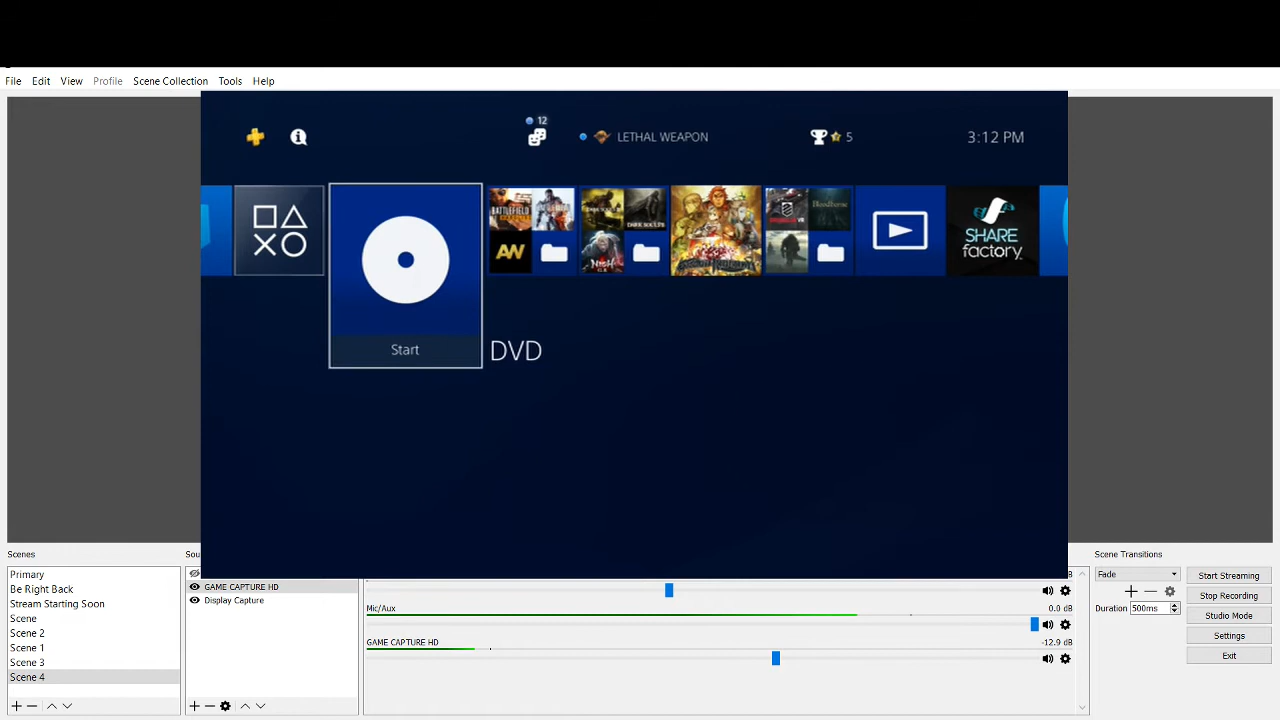 File Edit View Profile Scene Collection Tools Help
12
LETHAL WEAPON
5
3:12 PM
SHARE
factory
AW
Start
DVD
Scenes
Scene Transitions
Primary
Be Right Back
Stream Starting Soon
Scene
Scene 2
Scene 1
Scene 3
Scene 4
GAME CAPTURE HD
Display Capture
Mic/Aux
0.0 dB
GAME CAPTURE HD
-12.9 dB
Fade
Duration 500ms
Start Streaming
Stop Recording
Studio Mode
Settings
Exit